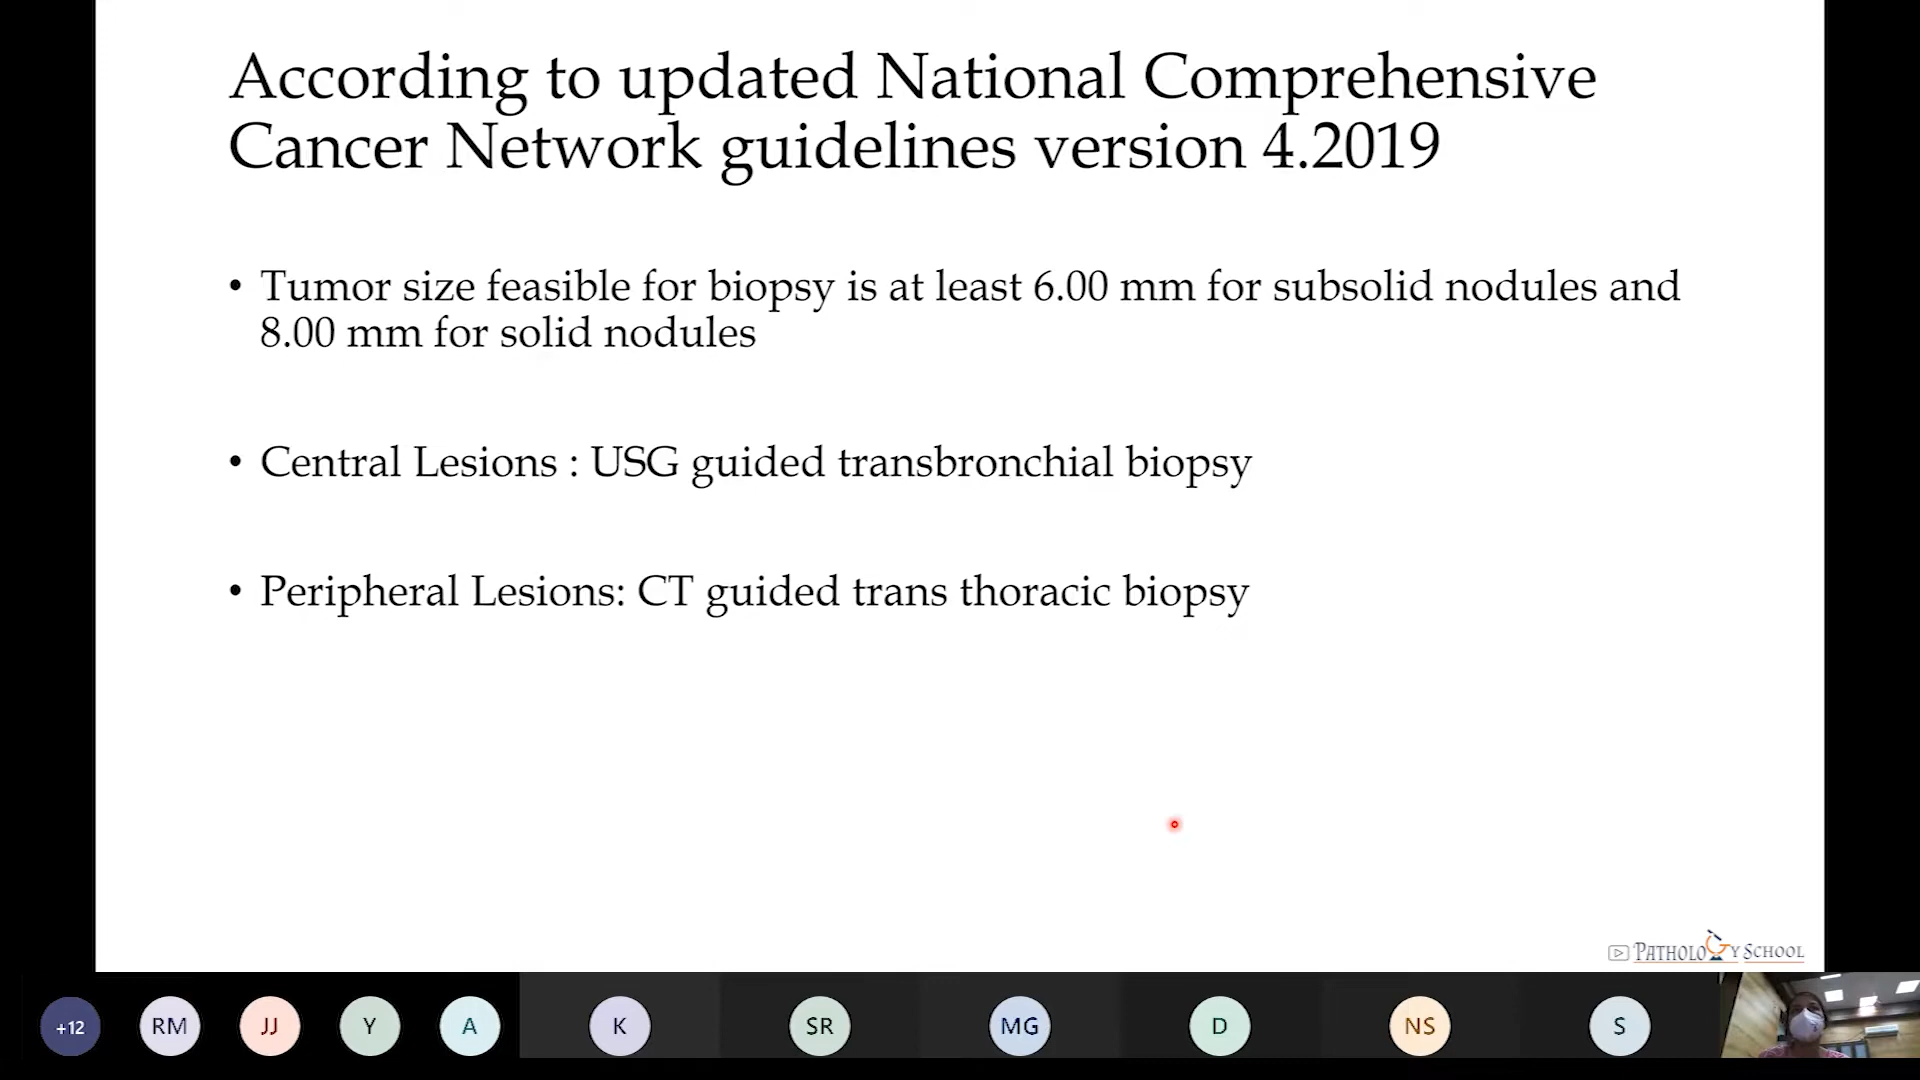 According to updated National Comprehensive
Cancer Network guidelines version 4.2019
• Tumor size feasible for biopsy is at least 6.00 mm for subsolid nodules and
8.00 mm for solid nodules
• Central Lesions : USG guided transbronchial biopsy
• Peripheral Lesions: CT guided trans thoracic biopsy
PATHOLOGY SCHOOL
+12 RM JJ Y A K SR MG D NS S